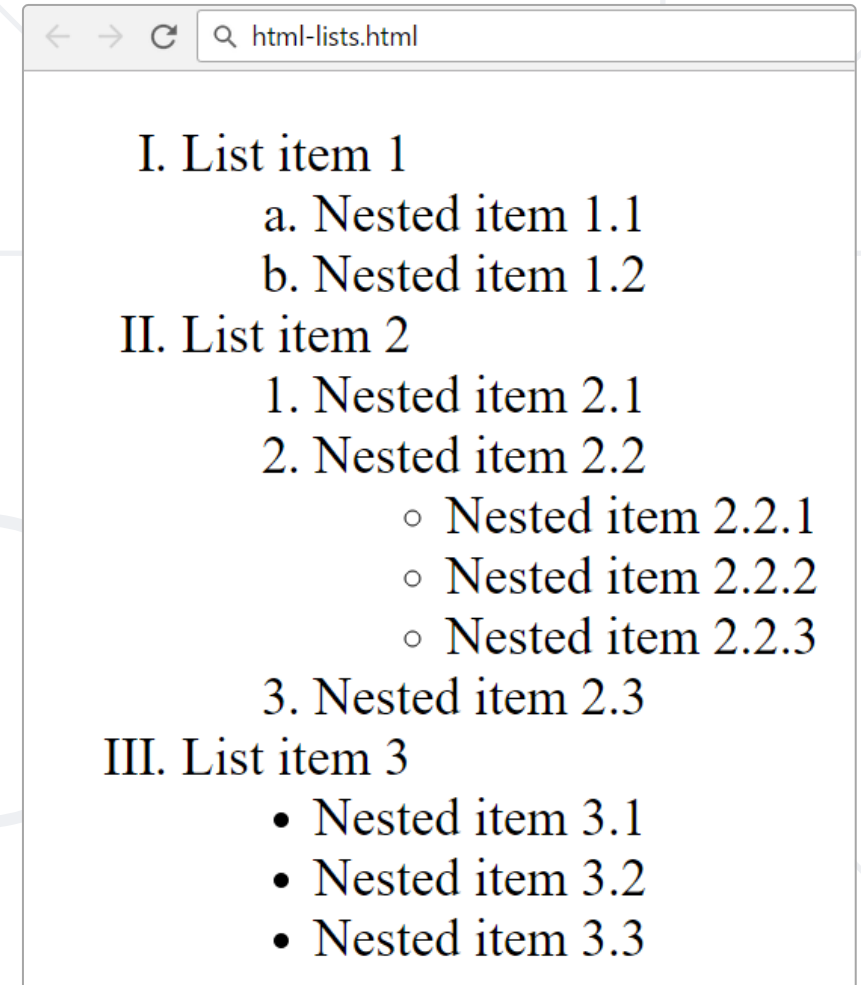 html-lists.html
I. List item 1
a. Nested item 1.1
b. Nested item 1.2
II. List item 2
1. Nested item 2.1
2. Nested item 2.2
○ Nested item 2.2.1
○ Nested item 2.2.2
○ Nested item 2.2.3
3. Nested item 2.3
III. List item 3
• Nested item 3.1
• Nested item 3.2
• Nested item 3.3